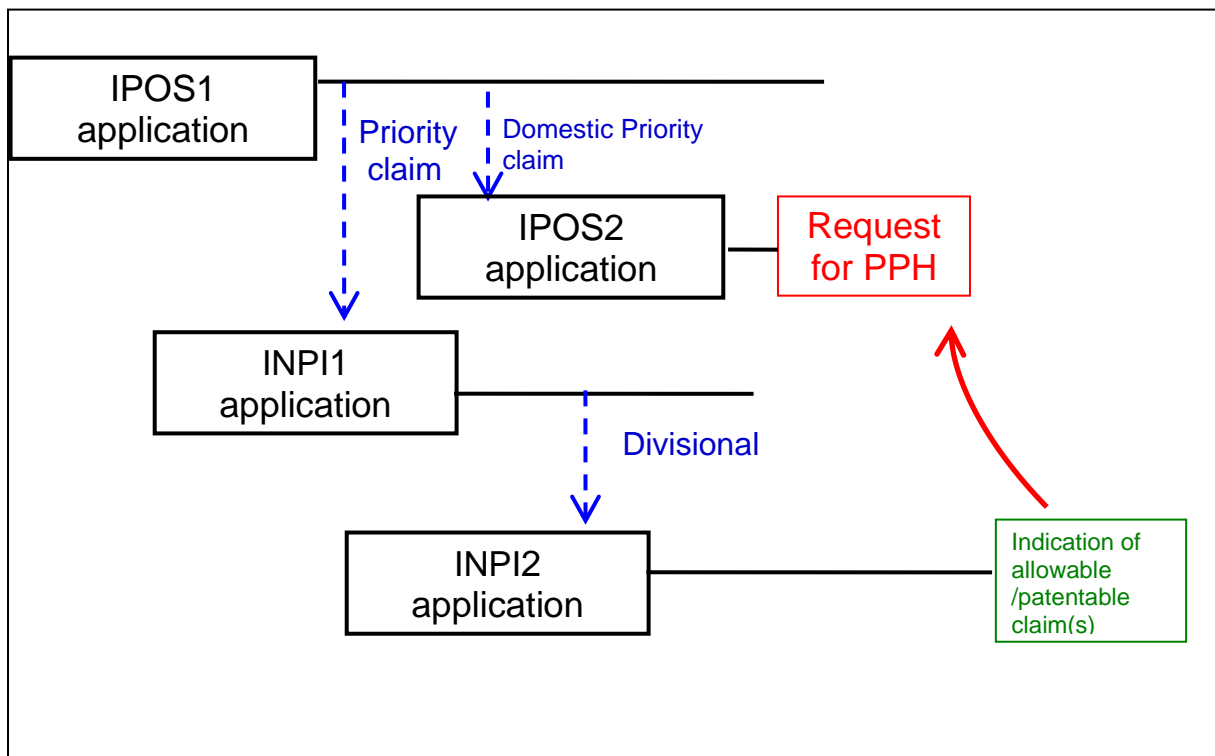 IPOS1
application
Priority
claim
Domestic Priority
claim
IPOS2
application
Request
for PPH
INPI1
application
Divisional
INPI2
application
Indication of
allowable
/patentable
claim(s)